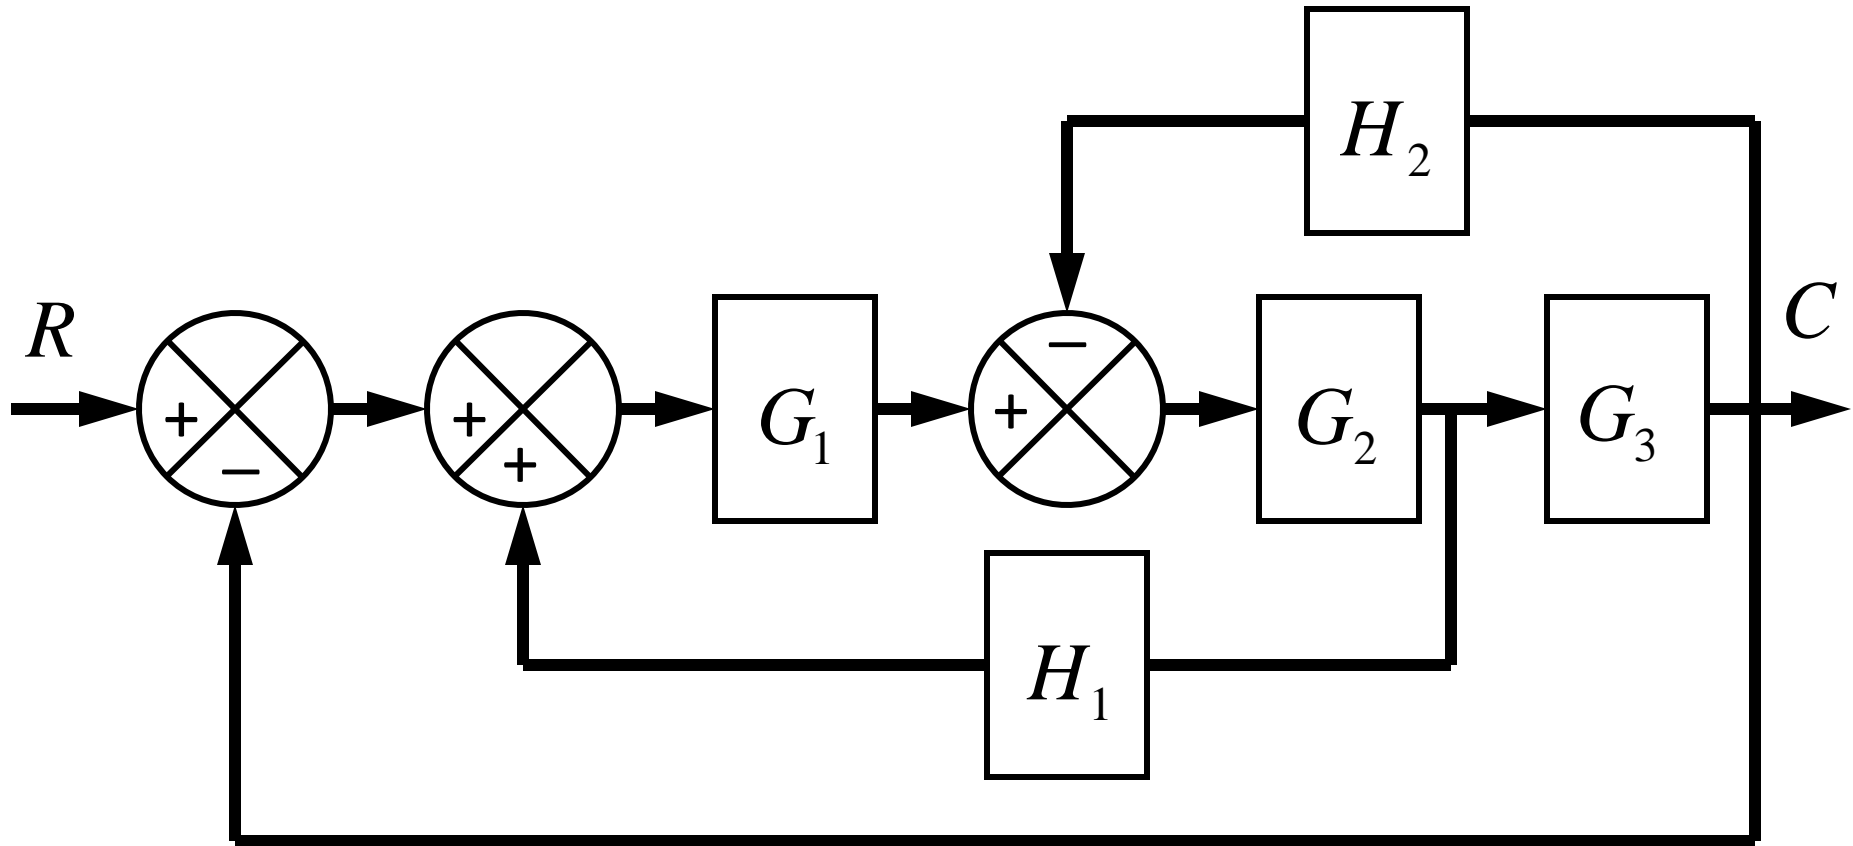 H₂
R
C
−
+
+
+
G₁
G₂
G₃
−
+
+
H₁